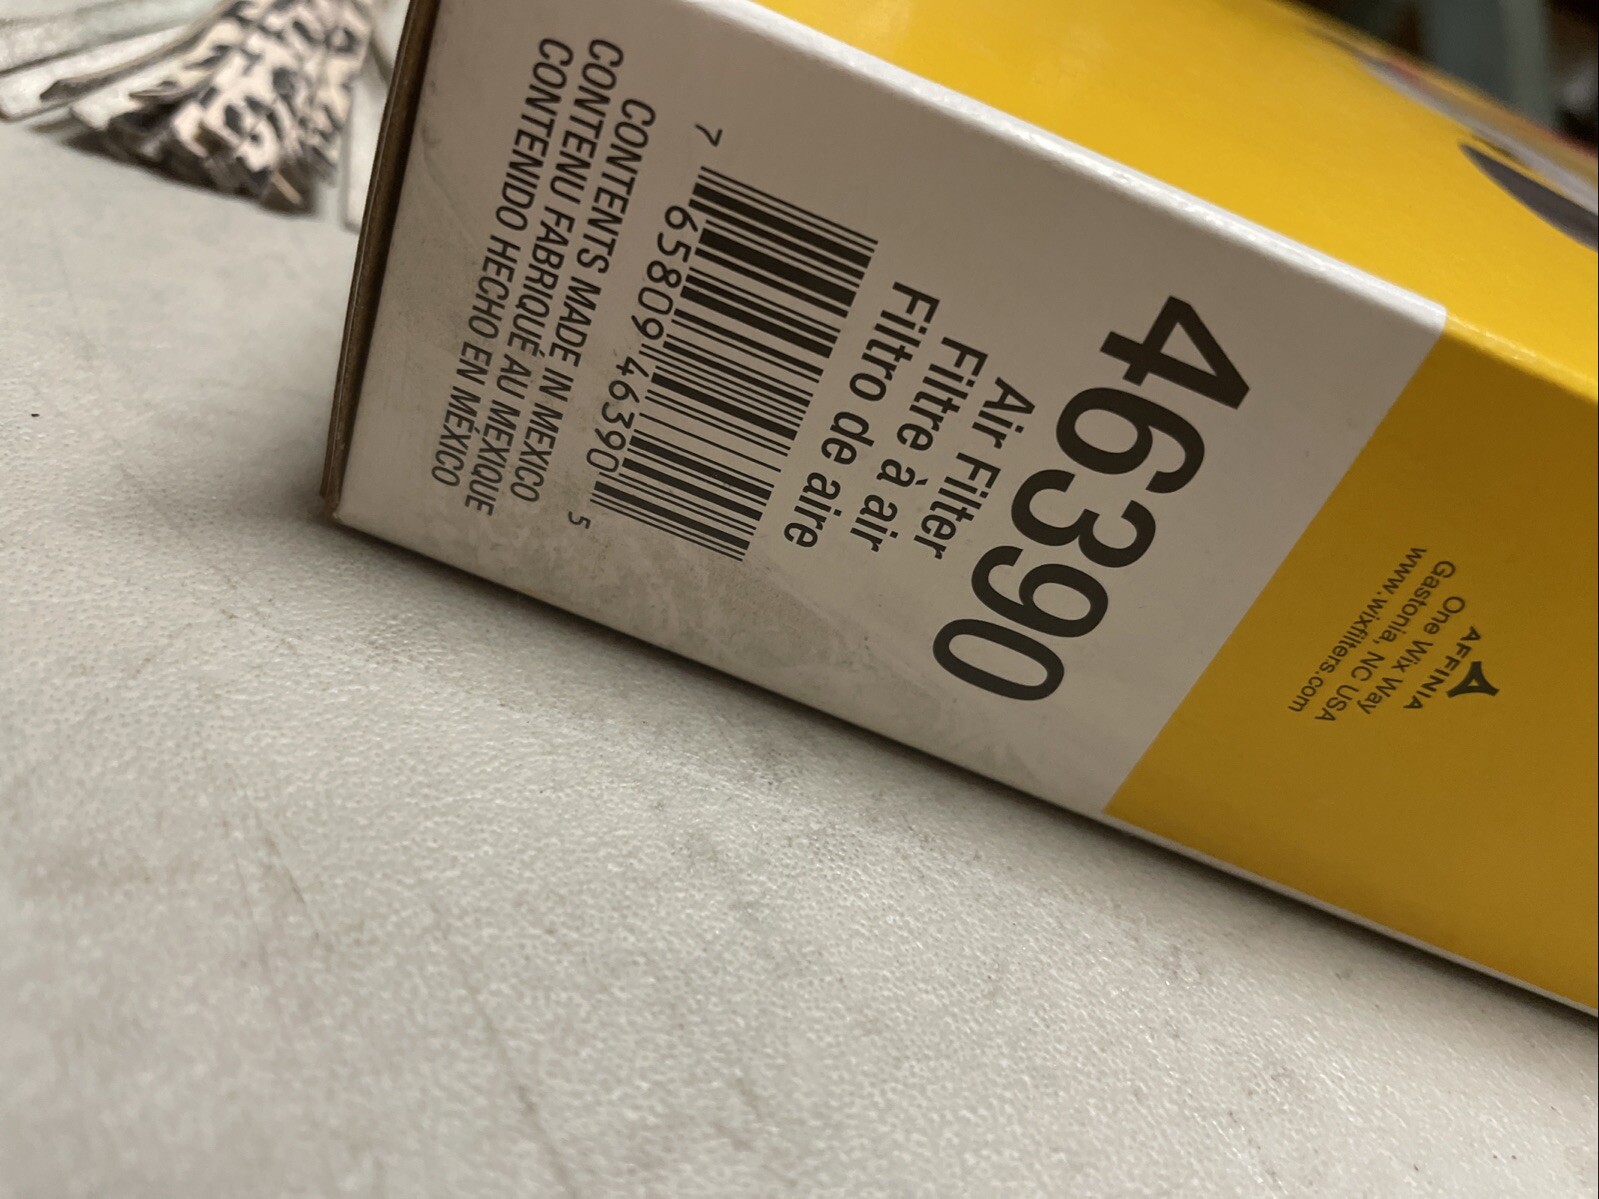 46390
Air Filter
Filtre à air
Filtro de aire
7 65809 46390 5
CONTENTS MADE IN MEXICO
CONTENU FABRIQUÉ AU MEXIQUE
CONTENIDO HECHO EN MÉXICO
AFFINIA
One Wix Way
Gastonia, NC USA
www.wixfilters.com